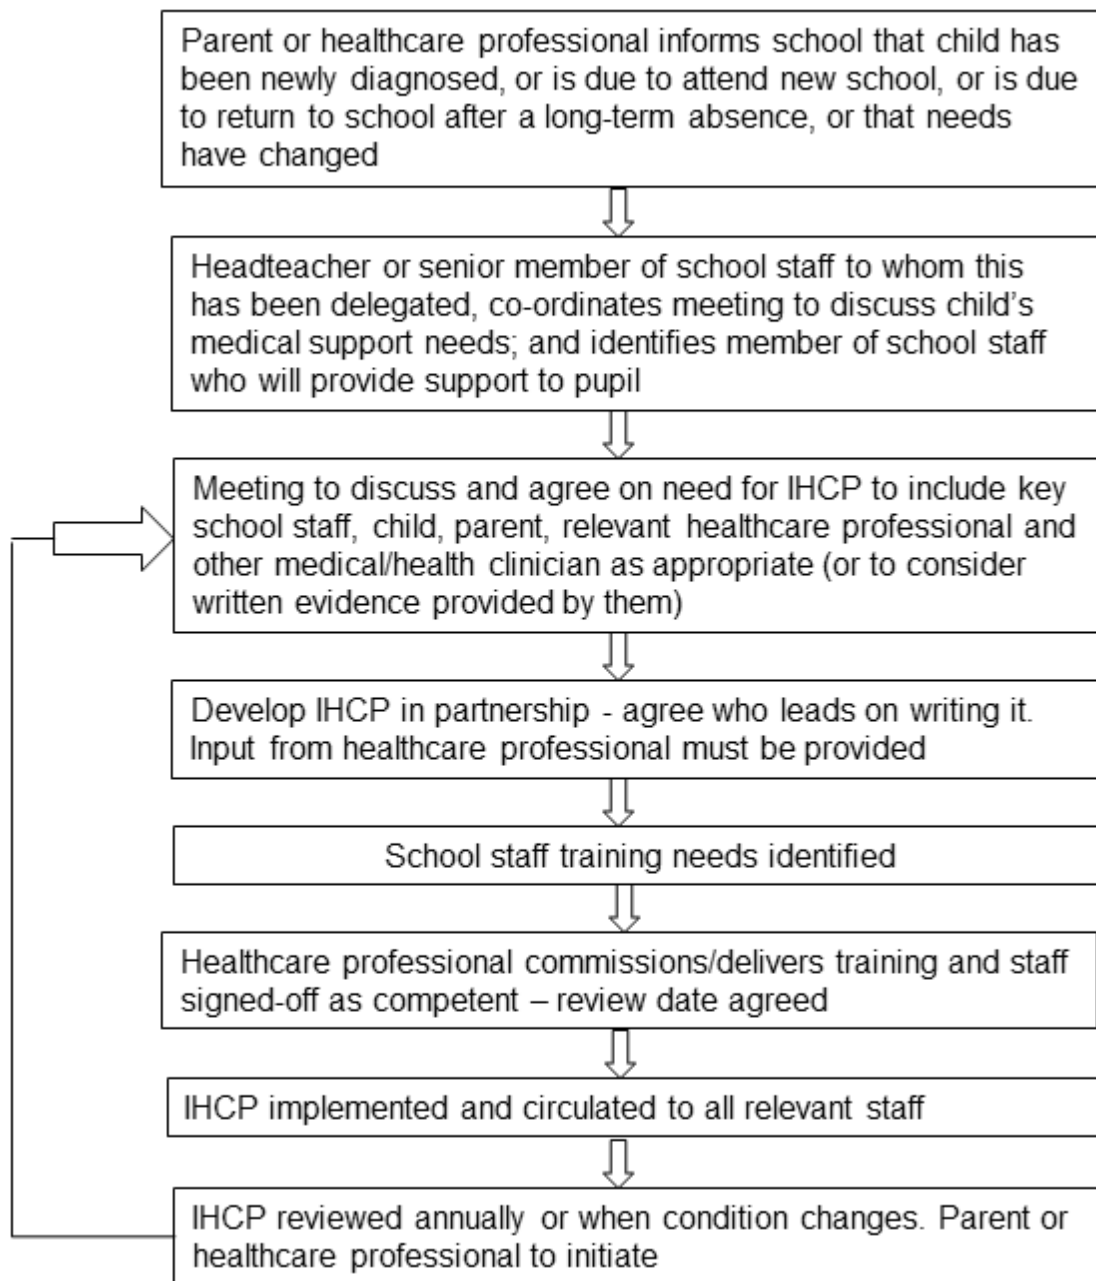 Parent or healthcare professional informs school that child has
been newly diagnosed, or is due to attend new school, or is due
to return to school after a long-term absence, or that needs
have changed
Headteacher or senior member of school staff to whom this
has been delegated, co-ordinates meeting to discuss child’s
medical support needs; and identifies member of school staff
who will provide support to pupil
Meeting to discuss and agree on need for IHCP to include key
school staff, child, parent, relevant healthcare professional and
other medical/health clinician as appropriate (or to consider
written evidence provided by them)
Develop IHCP in partnership - agree who leads on writing it.
Input from healthcare professional must be provided
School staff training needs identified
Healthcare professional commissions/delivers training and staff
signed-off as competent – review date agreed
IHCP implemented and circulated to all relevant staff
IHCP reviewed annually or when condition changes. Parent or
healthcare professional to initiate